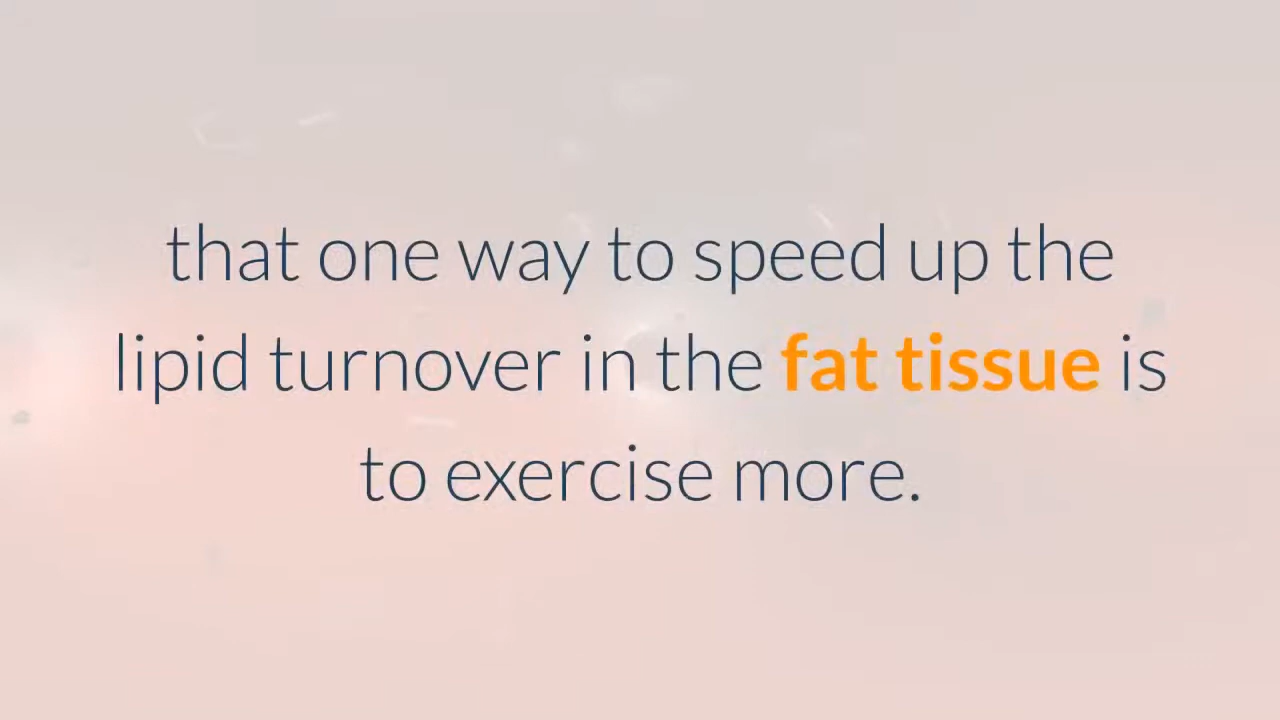 that one way to speed up the
lipid turnover in the fat tissue is
to exercise more.